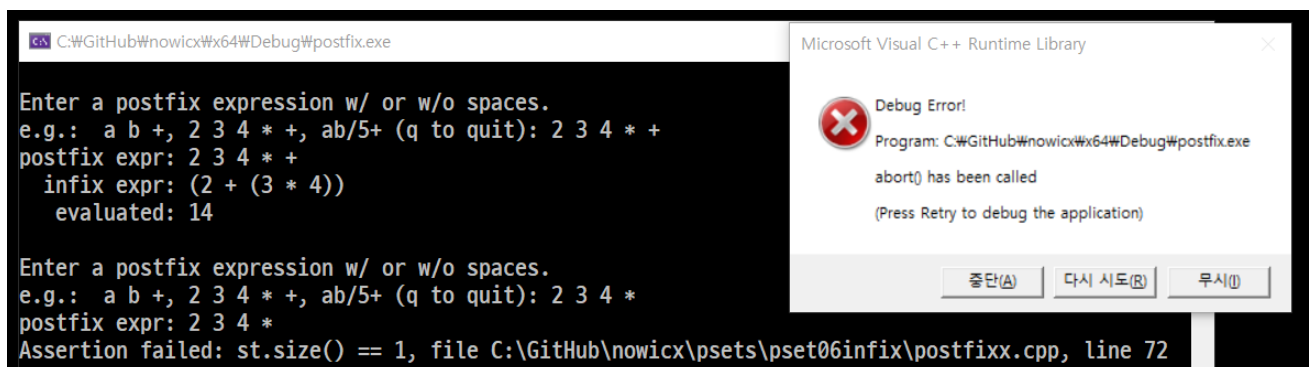 C:₩GitHub₩nowicx₩x64₩Debug₩postfix.exe
Enter a postfix expression w/ or w/o spaces.
e.g.:  a b +, 2 3 4 * +, ab/5+ (q to quit): 2 3 4 * +
postfix expr: 2 3 4 * +
  infix expr: (2 + (3 * 4))
   evaluated: 14
Enter a postfix expression w/ or w/o spaces.
e.g.:  a b +, 2 3 4 * +, ab/5+ (q to quit): 2 3 4 *
postfix expr: 2 3 4 *
Assertion failed: st.size() == 1, file C:\GitHub\nowicx\psets\pset06infix\postfixx.cpp, line 72
Microsoft Visual C++ Runtime Library
Debug Error!
Program: C:₩GitHub₩nowicx₩x64₩Debug₩postfix.exe
abort() has been called
(Press Retry to debug the application)
중단(A) 다시 시도(R) 무시(I)